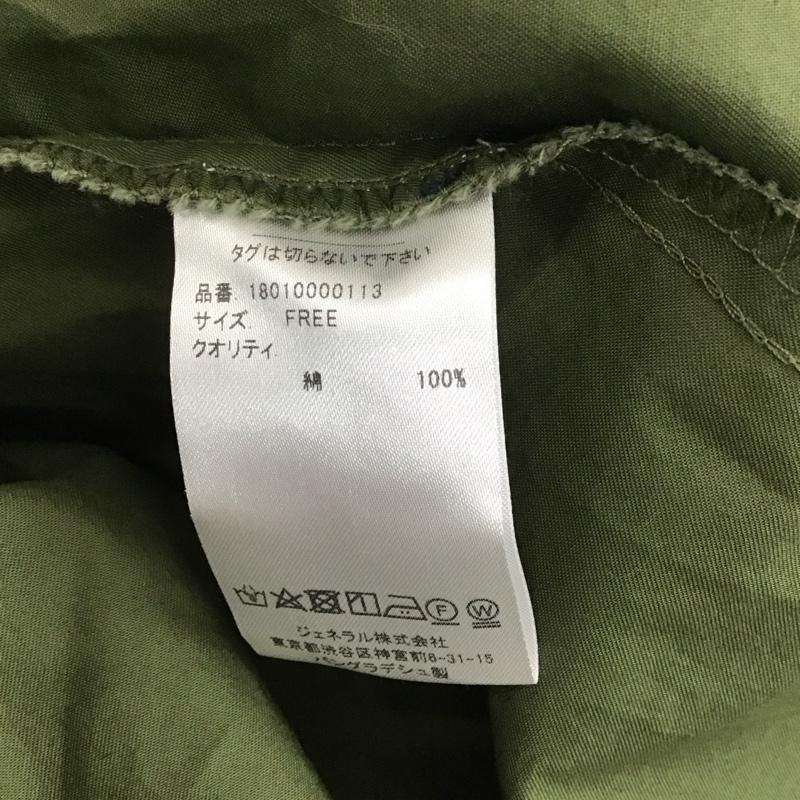 タグは切らないで下さい
品番. 18010000113
サイズ. FREE
クオリティ.
綿 100%
F W
ジェネラル株式会社
東京都渋谷区神宮前6-31-15
バングラデシュ製